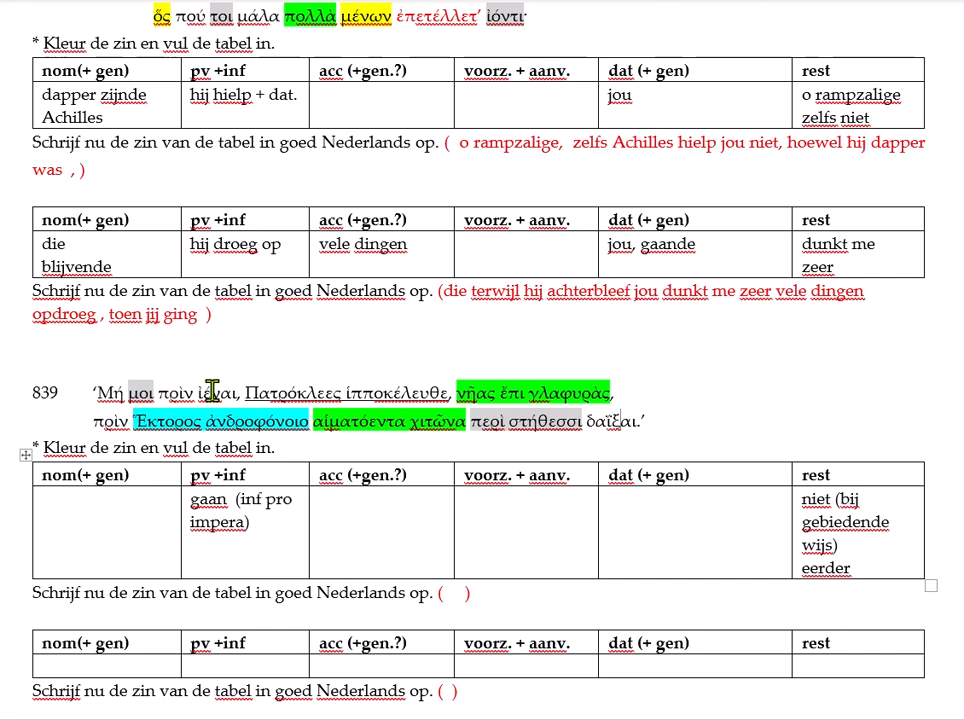 ὅς πού τοι μάλα πολλὰ μένων ἐπετέλλετ’ ἰόντι·
* Kleur de zin en vul de tabel in.
nom(+ gen) pv +inf acc (+gen.?) voorz. + aanv. dat (+ gen) rest
dapper zijnde hij hielp + dat. jou o rampzalige
Achilles zelfs niet
Schrijf nu de zin van de tabel in goed Nederlands op. ( o rampzalige, zelfs Achilles hielp jou niet, hoewel hij dapper
was , )
nom(+ gen) pv +inf acc (+gen.?) voorz. + aanv. dat (+ gen) rest
die hij droeg op vele dingen jou, gaande dunkt me
blijvende zeer
Schrijf nu de zin van de tabel in goed Nederlands op. (die terwijl hij achterbleef jou dunkt me zeer vele dingen
opdroeg , toen jij ging )
839 ‘Μή μοι πρὶν ἰέναι, Πατρόκλεες ἱπποκέλευθε, νῆας ἔπι γλαφυρὰς,
πρὶν Ἕκτορος ἀνδροφόνοιο αἱματόεντα χιτῶνα περὶ στήθεσσι δαΐξαι.’
* Kleur de zin en vul de tabel in.
nom(+ gen) pv +inf acc (+gen.?) voorz. + aanv. dat (+ gen) rest
gaan (inf pro niet (bij
impera) gebiedende
wijs)
eerder
Schrijf nu de zin van de tabel in goed Nederlands op. ( )
nom(+ gen) pv +inf acc (+gen.?) voorz. + aanv. dat (+ gen) rest
Schrijf nu de zin van de tabel in goed Nederlands op. ( )